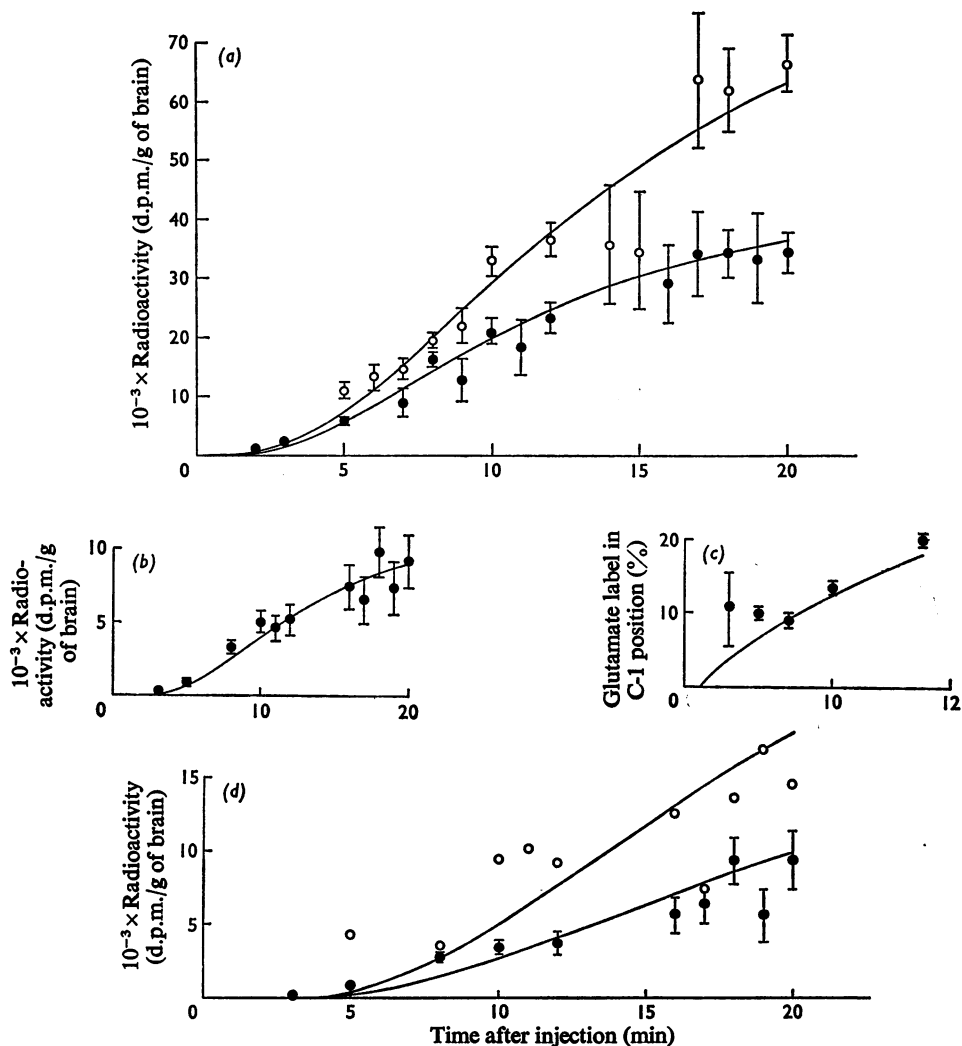 (a)
10⁻³ × Radioactivity (d.p.m./g of brain)
70
60
50
40
30
20
10
0
5
10
15
20
(b)
10⁻³ × Radio-
activity (d.p.m./g
of brain)
10
5
0
10
20
(c)
Glutamate label in
C-1 position (%)
20
10
0
10
12
(d)
10⁻³ × Radioactivity
(d.p.m./g of brain)
15
10
5
0
5
10
15
20
Time after injection (min)